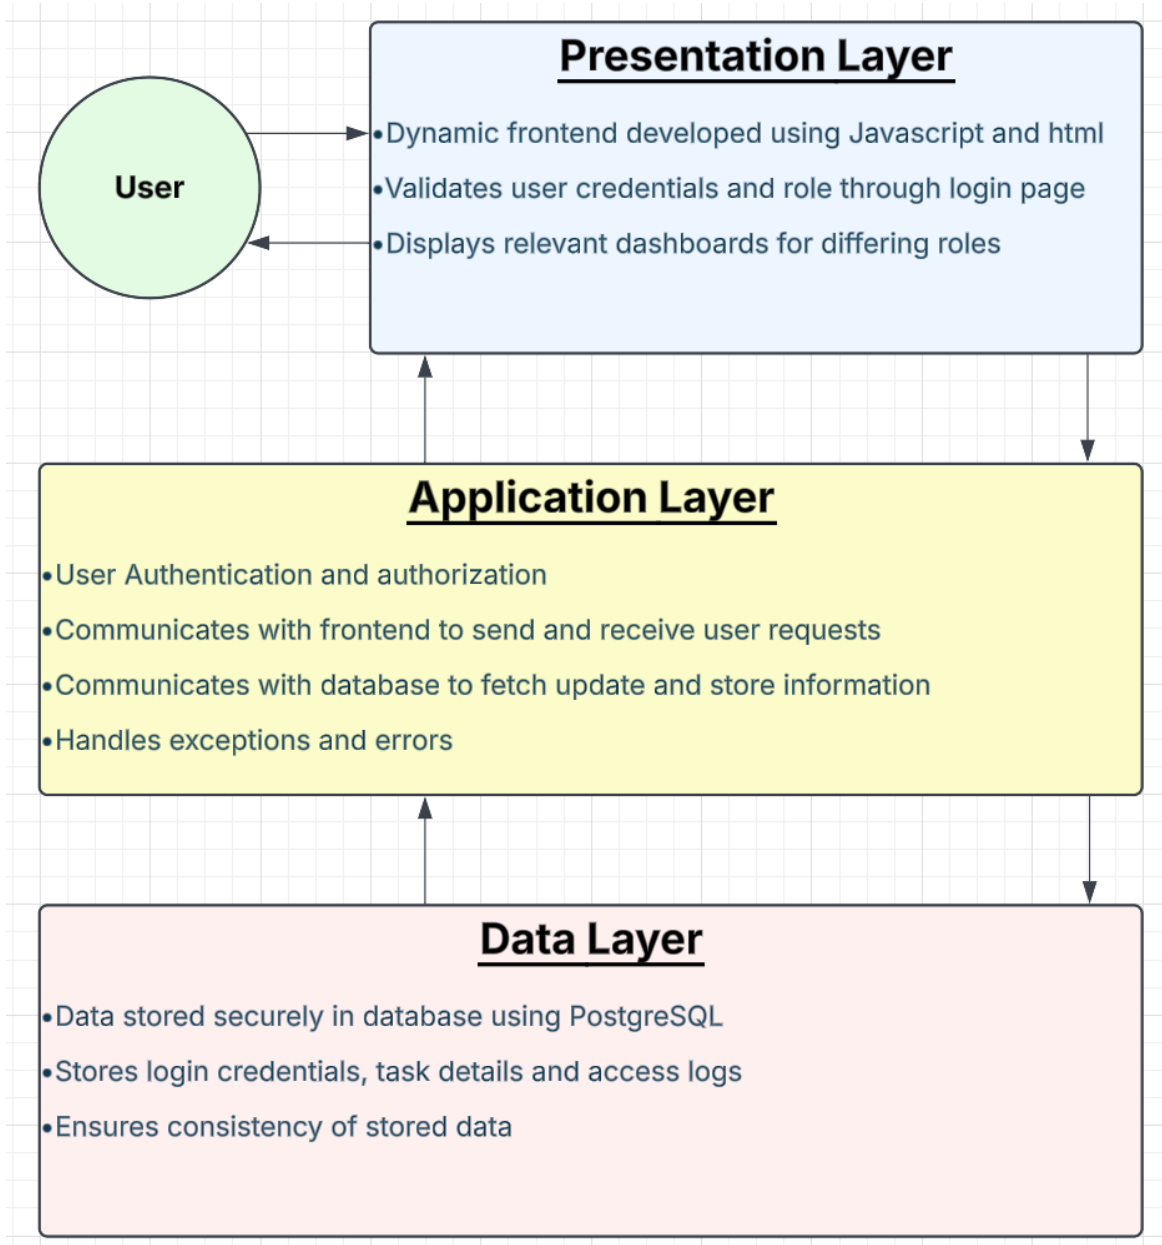 Presentation Layer
User
•Dynamic frontend developed using Javascript and html
•Validates user credentials and role through login page
•Displays relevant dashboards for differing roles
Application Layer
•User Authentication and authorization
•Communicates with frontend to send and receive user requests
•Communicates with database to fetch update and store information
•Handles exceptions and errors
Data Layer
•Data stored securely in database using PostgreSQL
•Stores login credentials, task details and access logs
•Ensures consistency of stored data